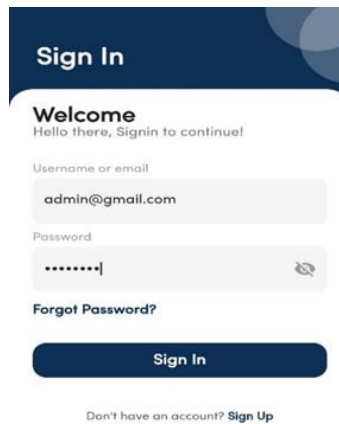 Sign In
Welcome
Hello there, Signin to continue!
Username or email
admin@gmail.com
Password
••••••••
Forgot Password?
Sign In
Don't have an account? Sign Up